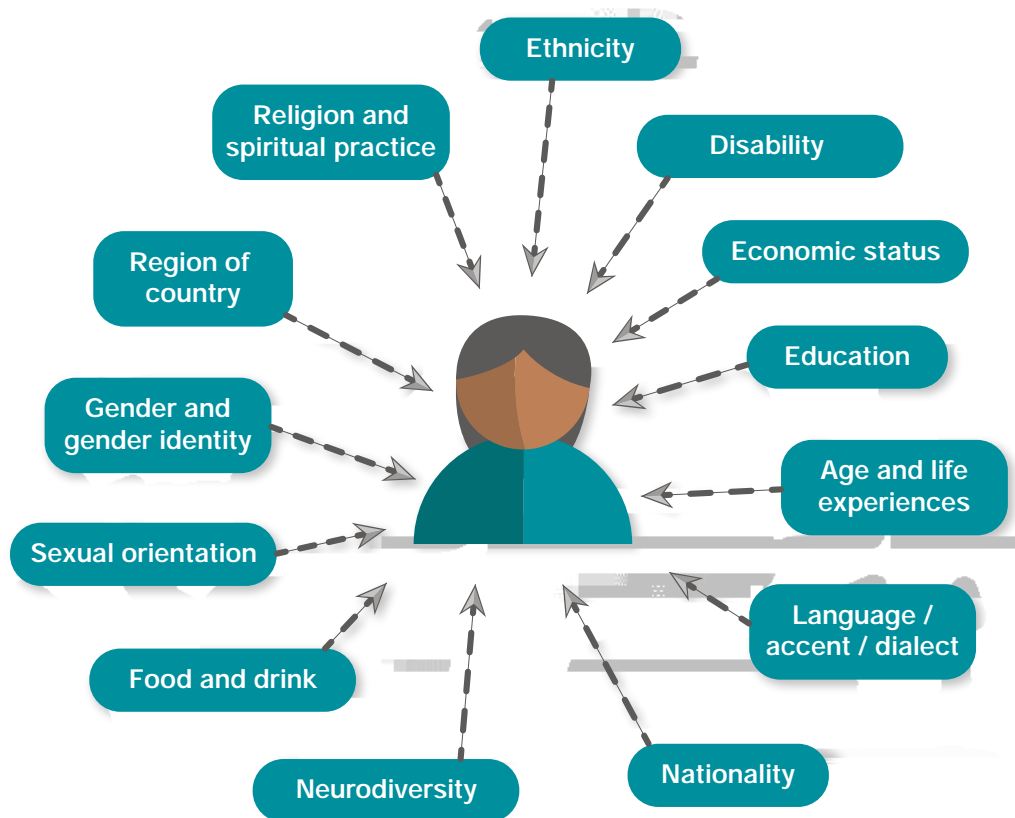 Ethnicity
Religion and
spiritual practice
Disability
Economic status
Region of
country
Education
Gender and
gender identity
Age and life
experiences
Sexual orientation
Language /
accent / dialect
Food and drink
Nationality
Neurodiversity